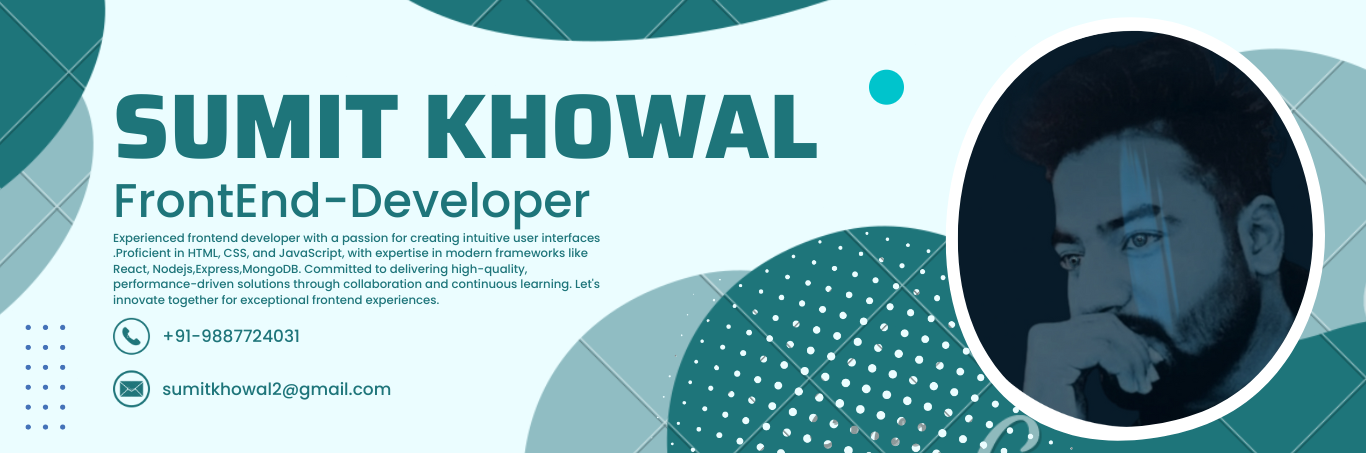 SUMIT KHOWAL
FrontEnd-Developer
Experienced frontend developer with a passion for creating intuitive user interfaces
.Proficient in HTML, CSS, and JavaScript, with expertise in modern frameworks like
React, Nodejs,Express,MongoDB. Committed to delivering high-quality,
performance-driven solutions through collaboration and continuous learning. Let's
innovate together for exceptional frontend experiences.
+91-9887724031
sumitkhowal2@gmail.com